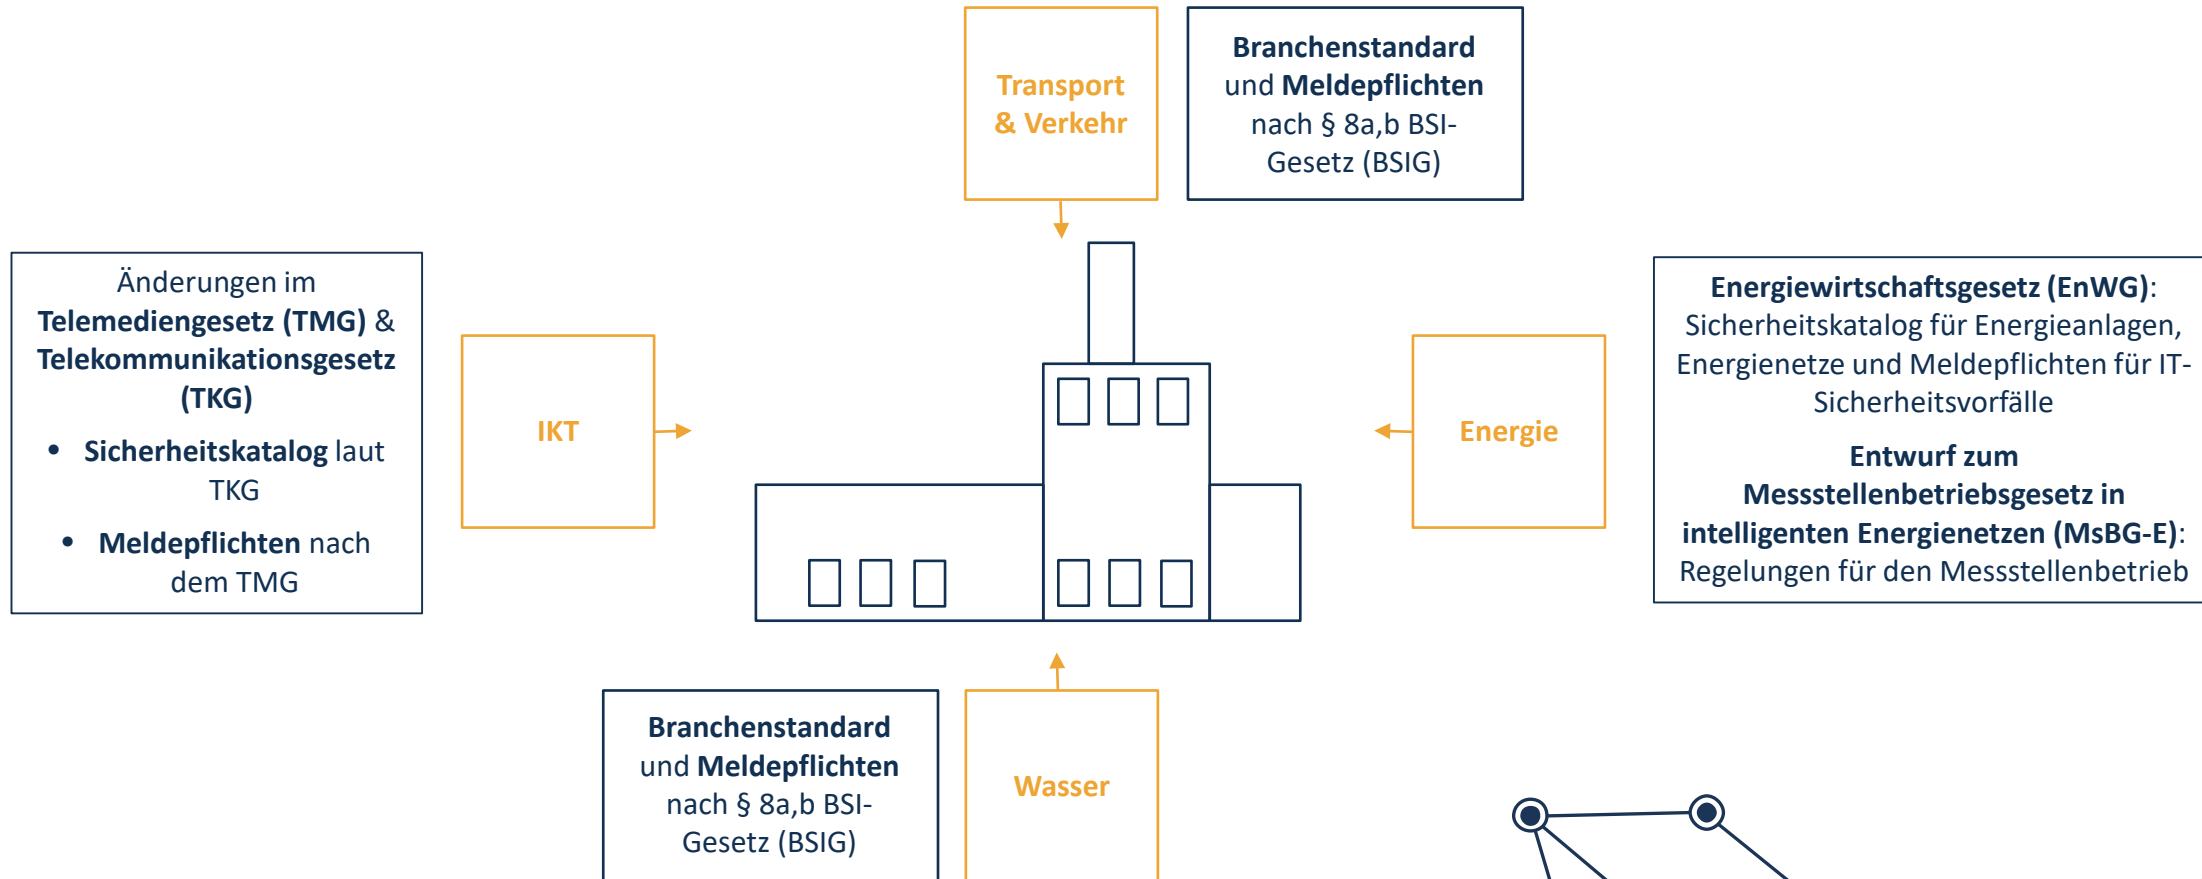 Transport
& Verkehr
Branchenstandard
und Meldepflichten
nach § 8a,b BSI-
Gesetz (BSIG)
Änderungen im
Telemediengesetz (TMG) &
Telekommunikationsgesetz
(TKG)
• Sicherheitskatalog laut
TKG
• Meldepflichten nach
dem TMG
IKT
Energie
Energiewirtschaftsgesetz (EnWG):
Sicherheitskatalog für Energieanlagen,
Energienetze und Meldepflichten für IT-
Sicherheitsvorfälle
Entwurf zum
Messstellenbetriebsgesetz in
intelligenten Energienetzen (MsBG-E):
Regelungen für den Messstellenbetrieb
Branchenstandard
und Meldepflichten
nach § 8a,b BSI-
Gesetz (BSIG)
Wasser